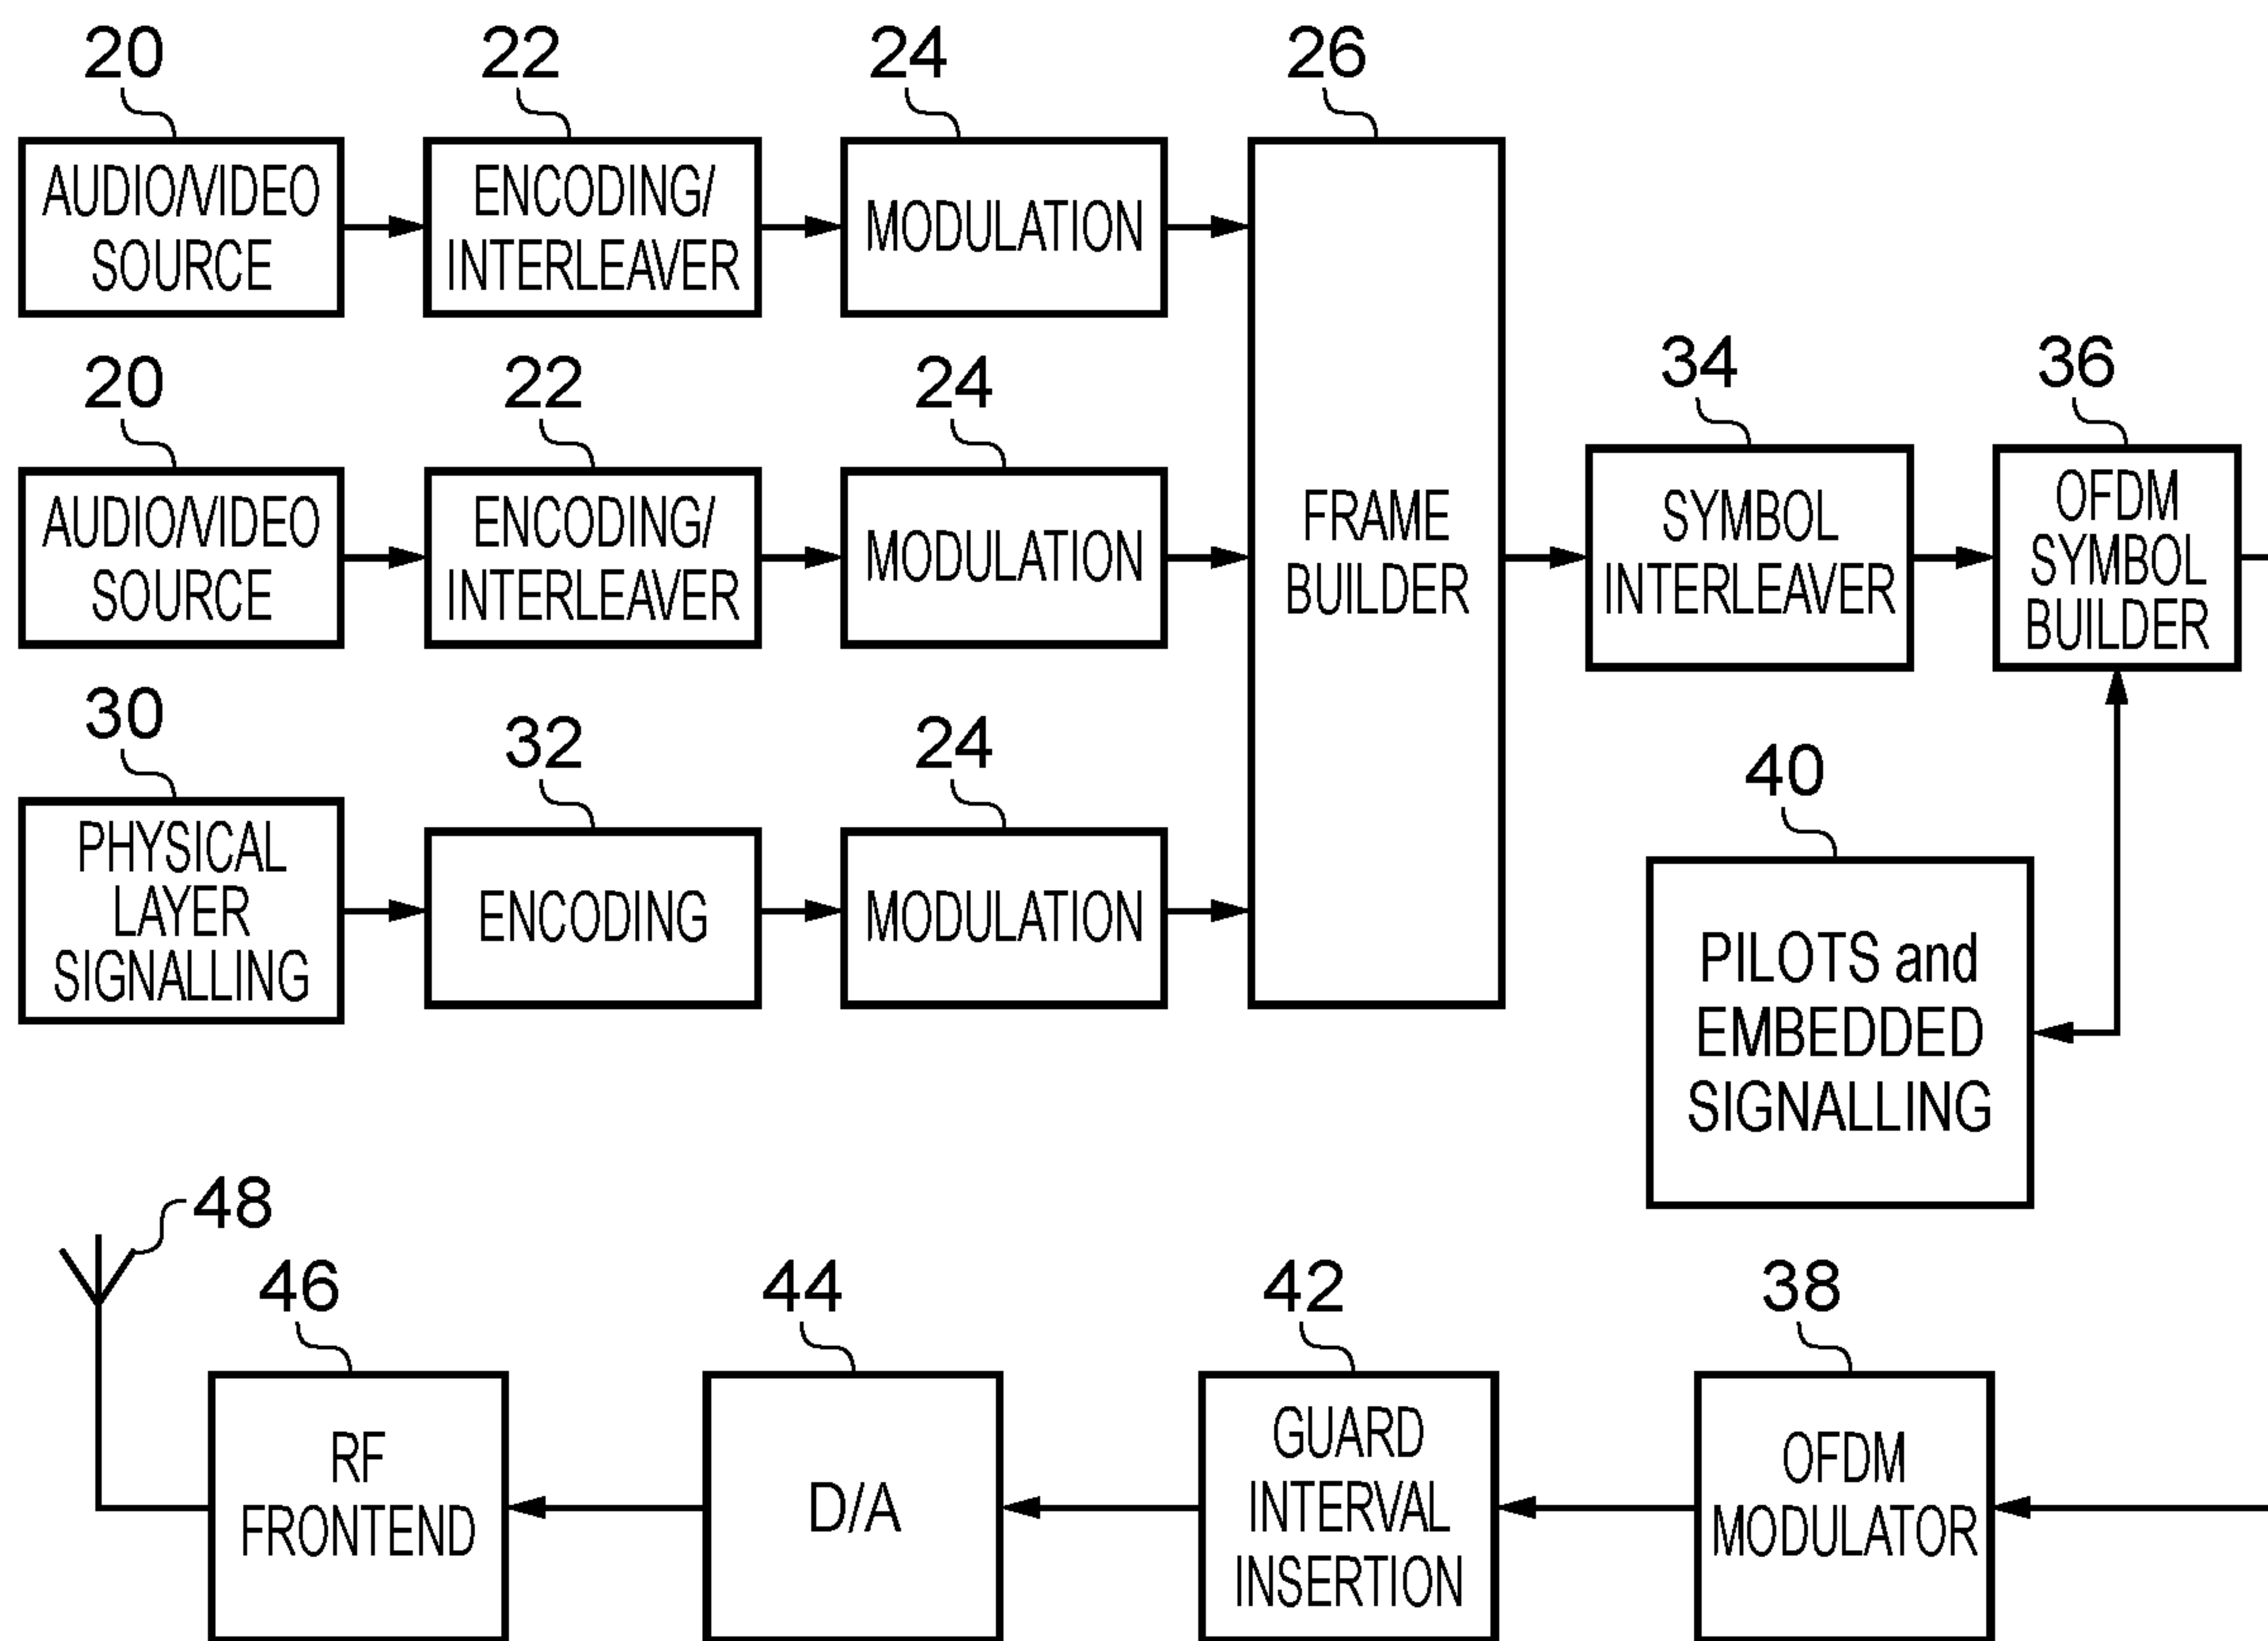 20
22
24
26
AUDIO/VIDEO
SOURCE
ENCODING/
INTERLEAVER
MODULATION
20
22
24
34
36
AUDIO/VIDEO
SOURCE
ENCODING/
INTERLEAVER
MODULATION
FRAME
BUILDER
SYMBOL
INTERLEAVER
OFDM
SYMBOL
BUILDER
30
32
24
40
PHYSICAL
LAYER
SIGNALLING
ENCODING
MODULATION
PILOTS and
EMBEDDED
SIGNALLING
48
46
44
42
38
RF
FRONTEND
D/A
GUARD
INTERVAL
INSERTION
OFDM
MODULATOR